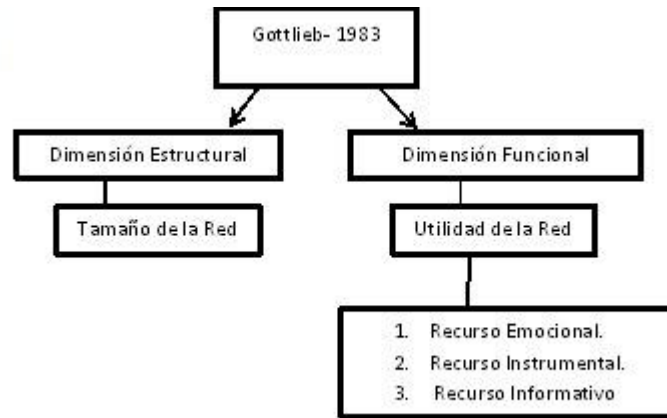 Gottlieb- 1983
Dimensión Estructural
Dimensión Funcional
Tamaño de la Red
Utilidad de la Red
1. Recurso Emocional.
2. Recurso Instrumental.
3. Recurso Informativo